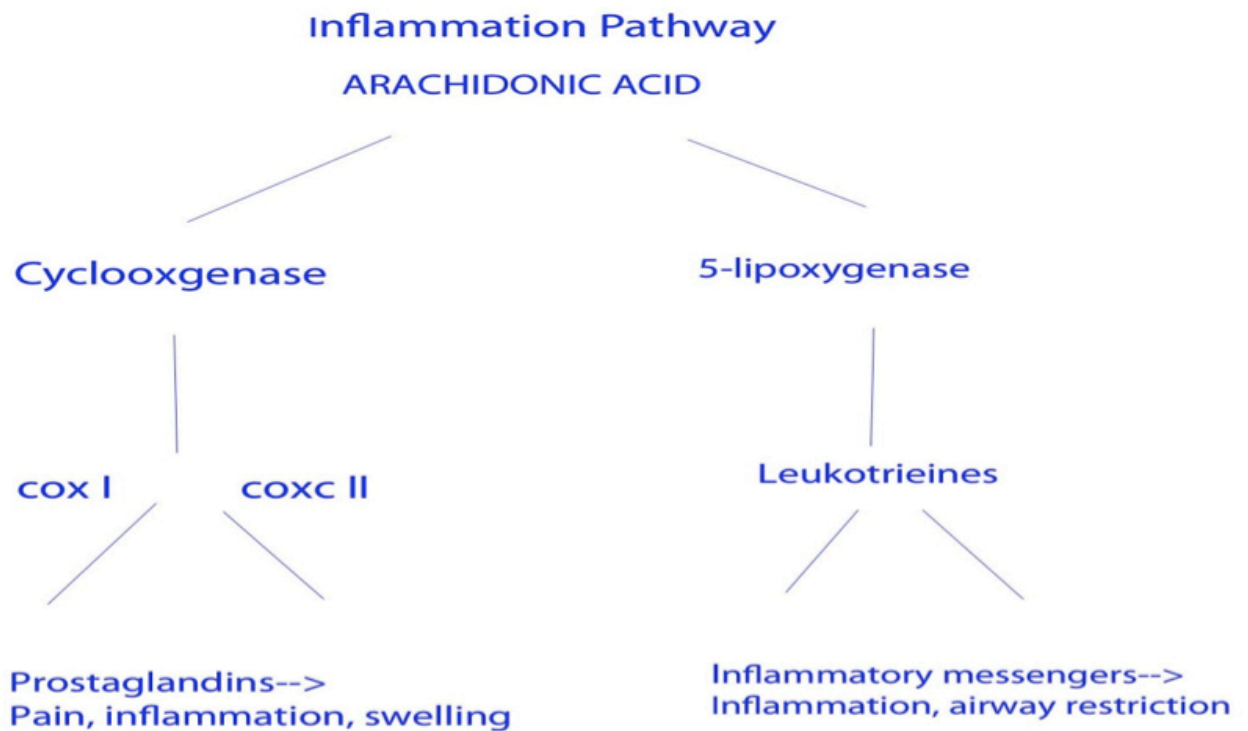 Inflammation Pathway
ARACHIDONIC ACID
Cyclooxgenase
5-lipoxygenase
cox I
coxc II
Leukotrieines
Prostaglandins-->
Pain, inflammation, swelling
Inflammatory messengers-->
Inflammation, airway restriction